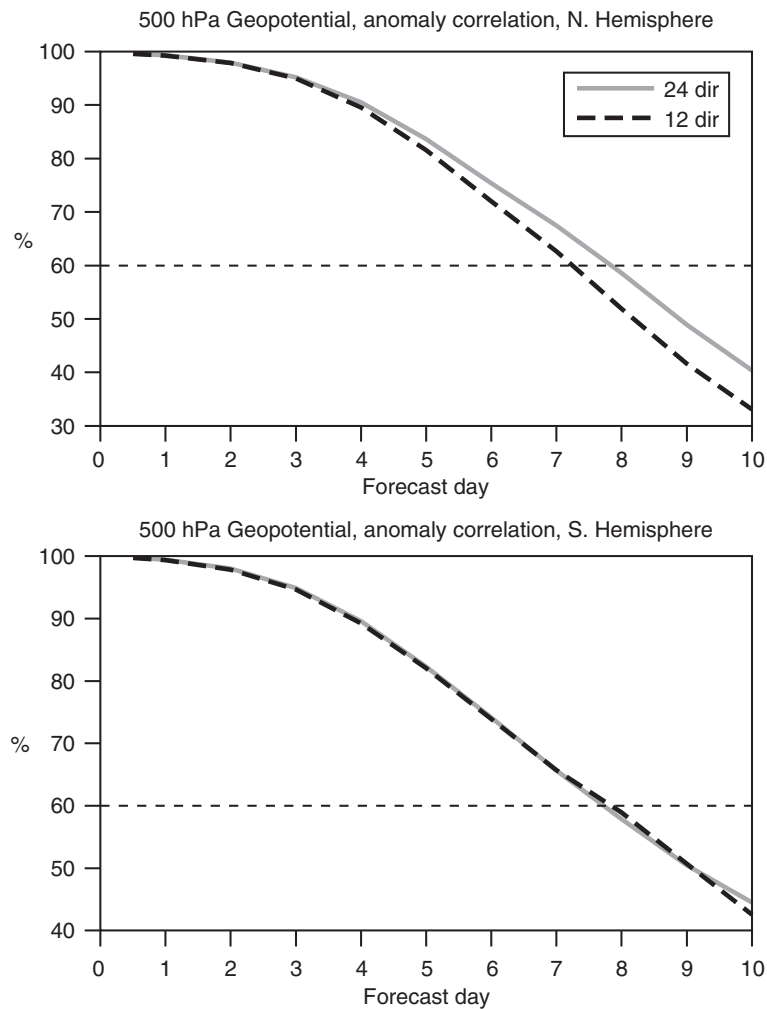 500 hPa Geopotential, anomaly correlation, N. Hemisphere
100
90
80
70
60
50
40
30
%
24 dir
12 dir
0 1 2 3 4 5 6 7 8 9 10
Forecast day
500 hPa Geopotential, anomaly correlation, S. Hemisphere
100
90
80
70
60
50
40
%
0 1 2 3 4 5 6 7 8 9 10
Forecast day